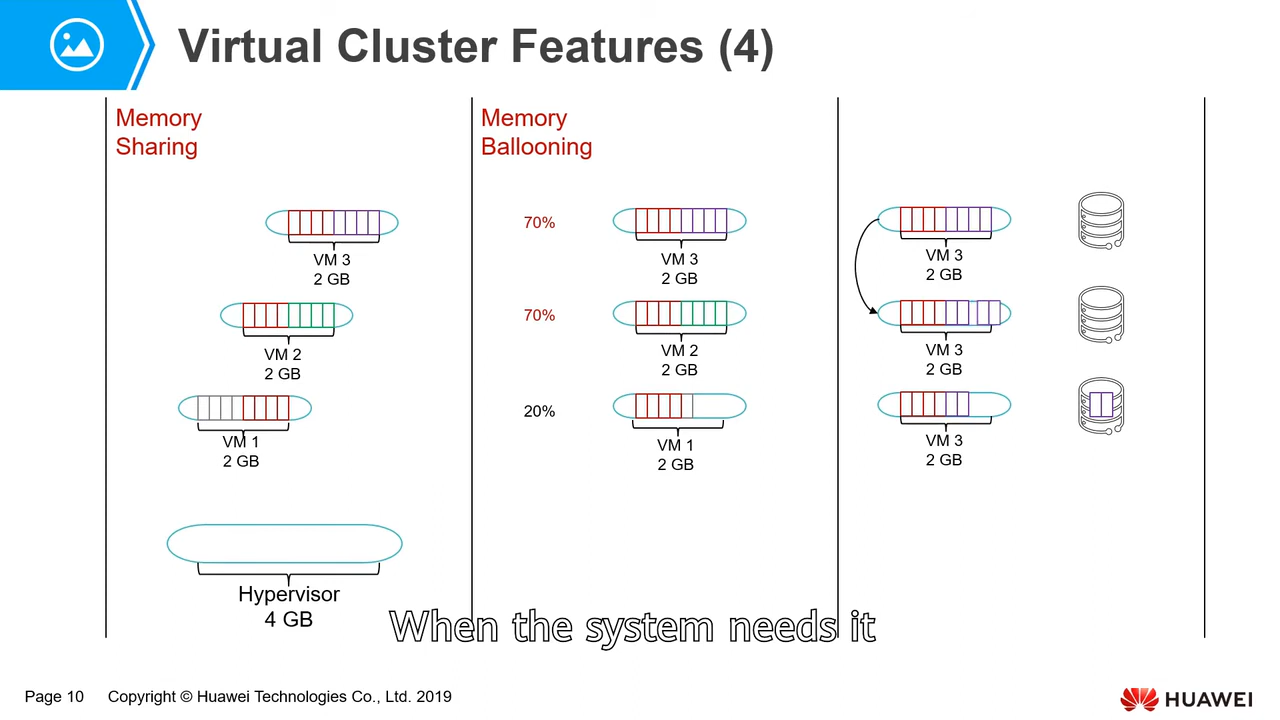 Virtual Cluster Features (4)
Memory
Sharing
VM 3
2 GB
VM 2
2 GB
VM 1
2 GB
Hypervisor
4 GB
Memory
Ballooning
70%
VM 3
2 GB
70%
VM 2
2 GB
20%
VM 1
2 GB
VM 3
2 GB
VM 3
2 GB
VM 3
2 GB
When the system needs it
Page 10 Copyright © Huawei Technologies Co., Ltd. 2019
HUAWEI